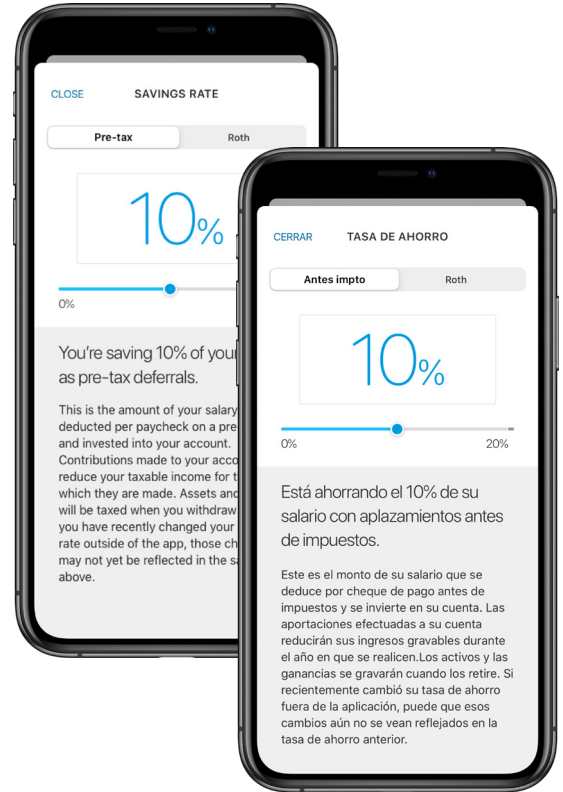 CLOSE
SAVINGS RATE
Pre-tax
Roth
10%
0%
You're saving 10% of your
as pre-tax deferrals.
This is the amount of your salary
deducted per paycheck on a
and invested into your account.
Contributions made to your
reduce your taxable income for
which they are made. Assets
will be taxed when you withdraw
you have recently changed your
rate outside of the app, those
may not yet be reflected in the
above.
CERRAR
TASA DE AHORRO
Antes impto
Roth
10%
0%
20%
Está ahorrando el 10% de su
salario con aplazamientos antes
de impuestos.
Este es el monto de su salario que se
deduce por cheque de pago antes de
impuestos y se invierte en su cuenta. Las
aportaciones efectuadas a su cuenta
reducirán sus ingresos gravables durante
el año en que se realicen.Los activos y las
ganancias se gravarán cuando los retire. Si
recientemente cambió su tasa de ahorro
fuera de la aplicación, puede que esos
cambios aún no se vean reflejados en la
tasa de ahorro anterior.